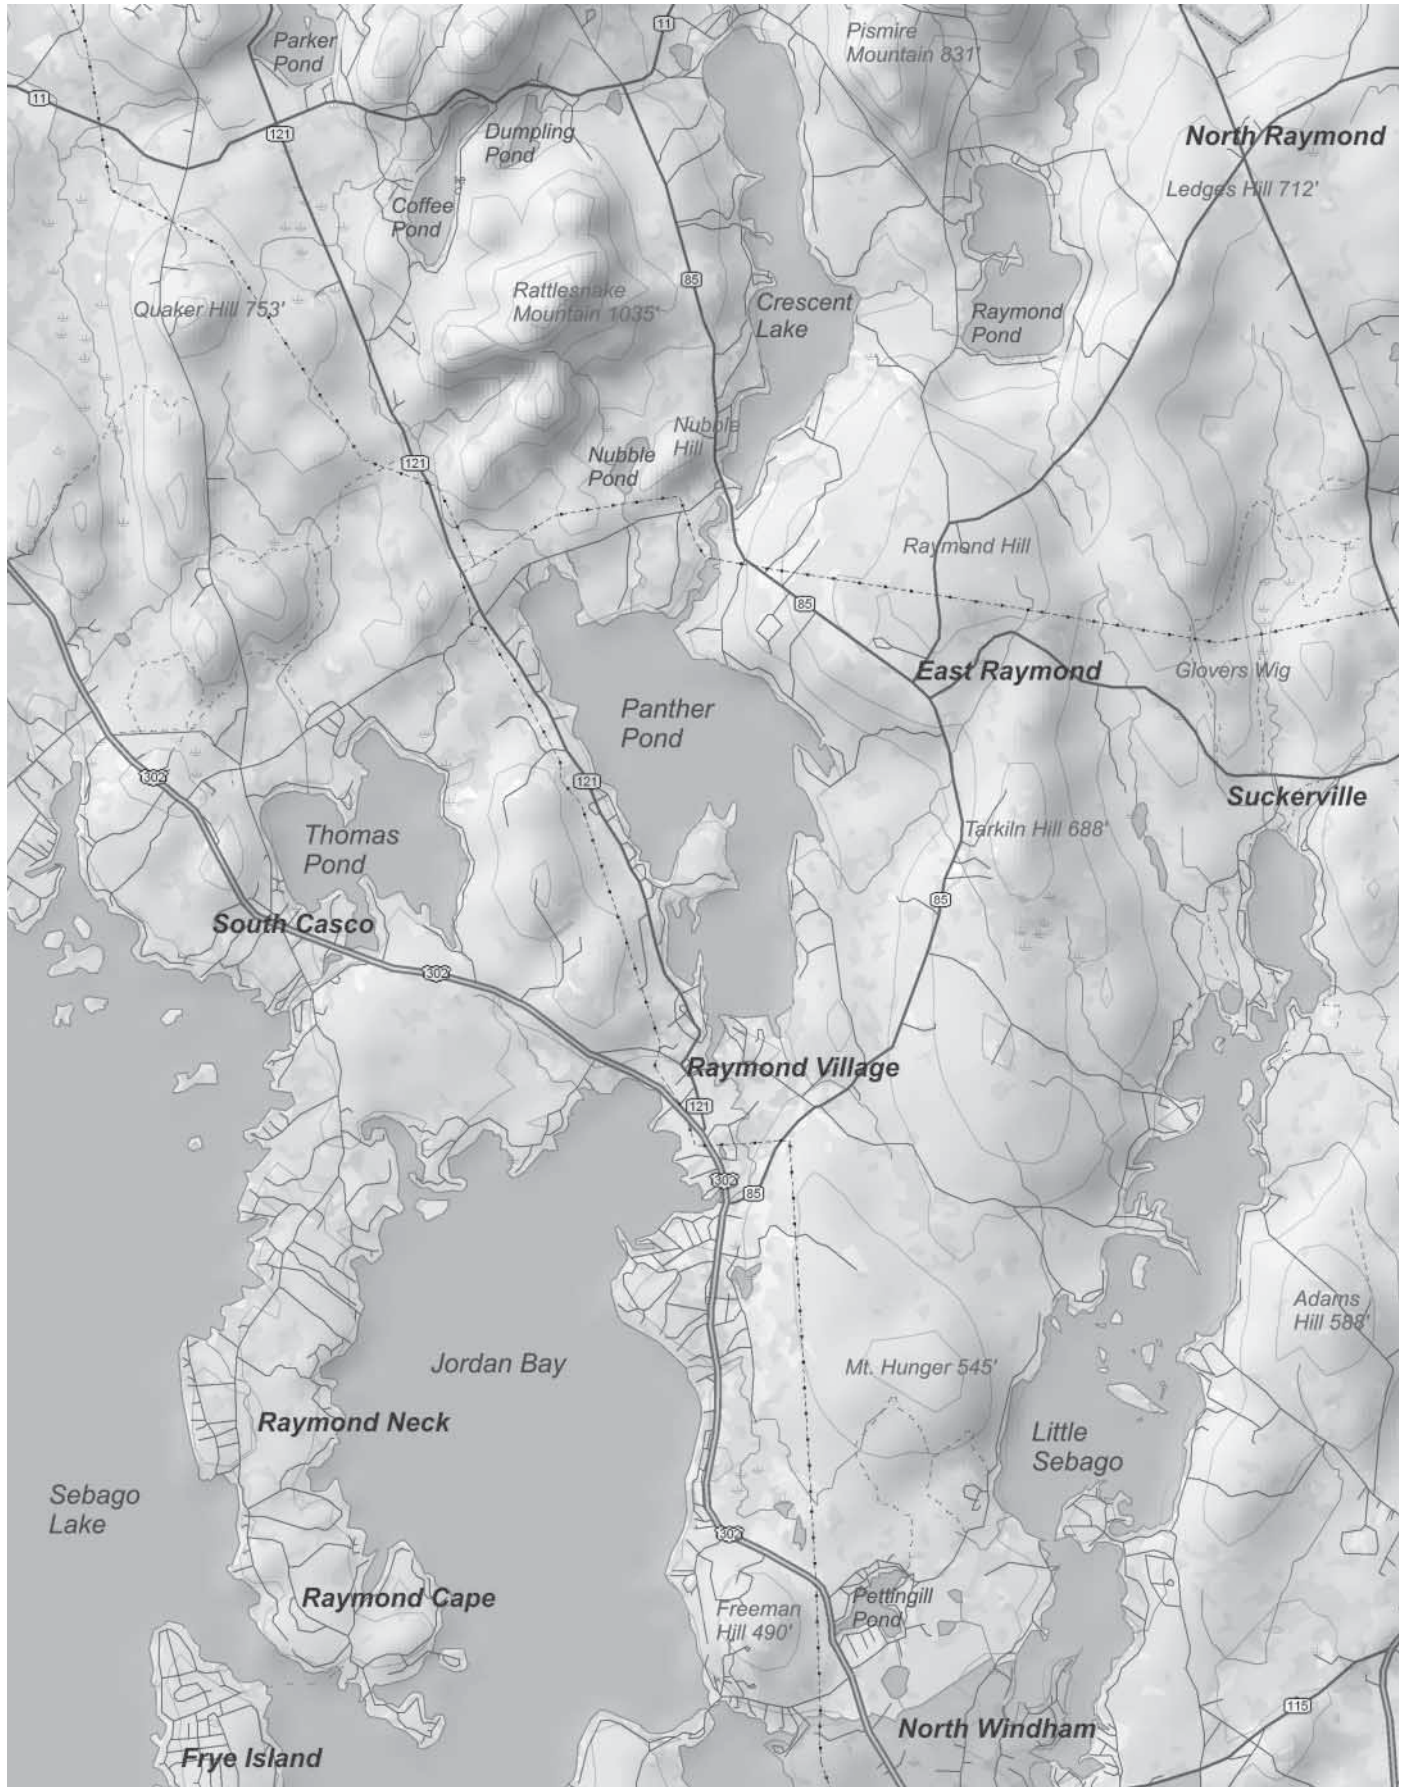 11
Parker
Pond
Pismire
Mountain 831'
11
121
Dumpling
Pond
North Raymond
Ledges Hill 712'
Coffee
Pond
85
Rattlesnake
Mountain 1035'
Quaker Hill 753'
Crescent
Lake
Raymond
Pond
Nubble
Hill
Nubble
Pond
121
Raymond Hill
85
East Raymond
Glovers Wig
Panther
Pond
302
121
Suckerville
Thomas
Pond
Tarkiln Hill 688'
85
South Casco
302
Raymond Village
121
302
85
Adams
Hill 588'
Jordan Bay
Mt. Hunger 545'
Raymond Neck
Little
Sebago
Sebago
Lake
302
Raymond Cape
Pettingill
Pond
Freeman
Hill 490'
115
North Windham
Frye Island